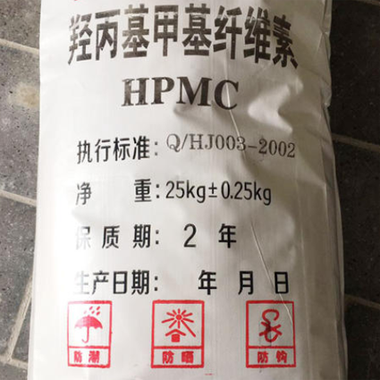 羟丙基甲基纤维素
HPMC
执行标准: Q/HJ003-2002
净 重: 25kg±0.25kg
保 质 期: 2 年
生产日期: 年 月 日
防潮 防晒 防钩